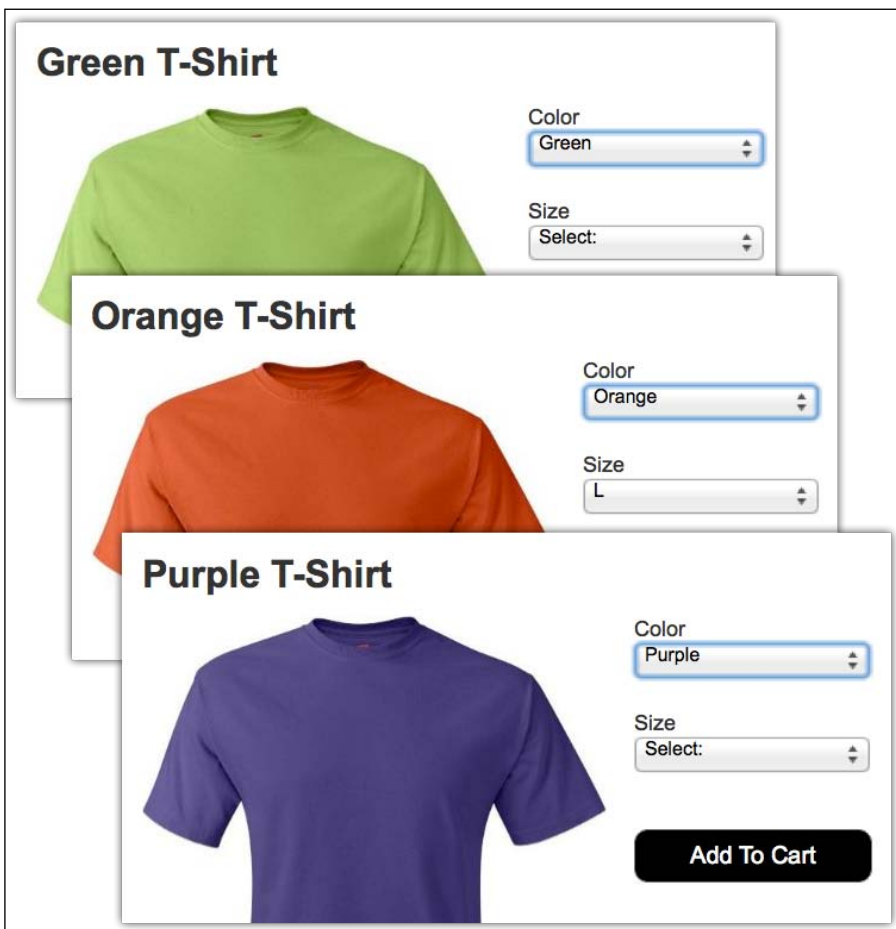 Green T-Shirt
Color
Green
Size
Select:
Orange T-Shirt
Color
Orange
Size
L
Purple T-Shirt
Color
Purple
Size
Select:
Add To Cart